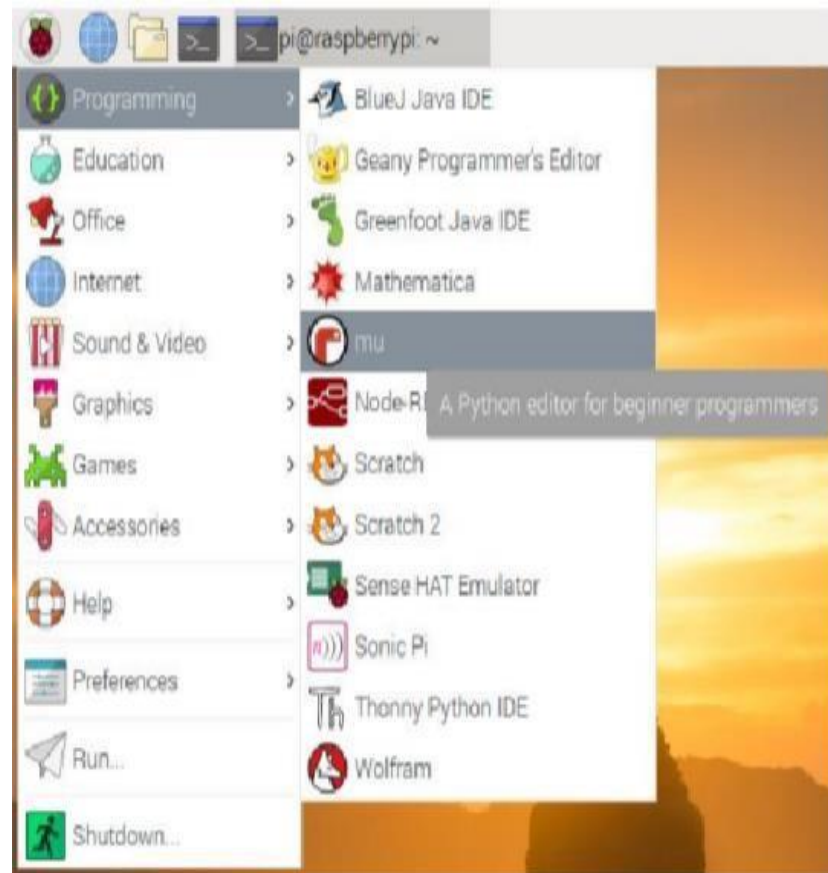 pi@raspberrypi: ~
Programming
Education
Office
Internet
Sound & Video
Graphics
Games
Accessories
Help
Preferences
Run...
Shutdown...
BlueJ Java IDE
Geany Programmer's Editor
Greenfoot Java IDE
Mathematica
mu
Node-R
A Python editor for beginner programmers
Scratch
Scratch 2
Sense HAT Emulator
Sonic Pi
Thonny Python IDE
Wolfram